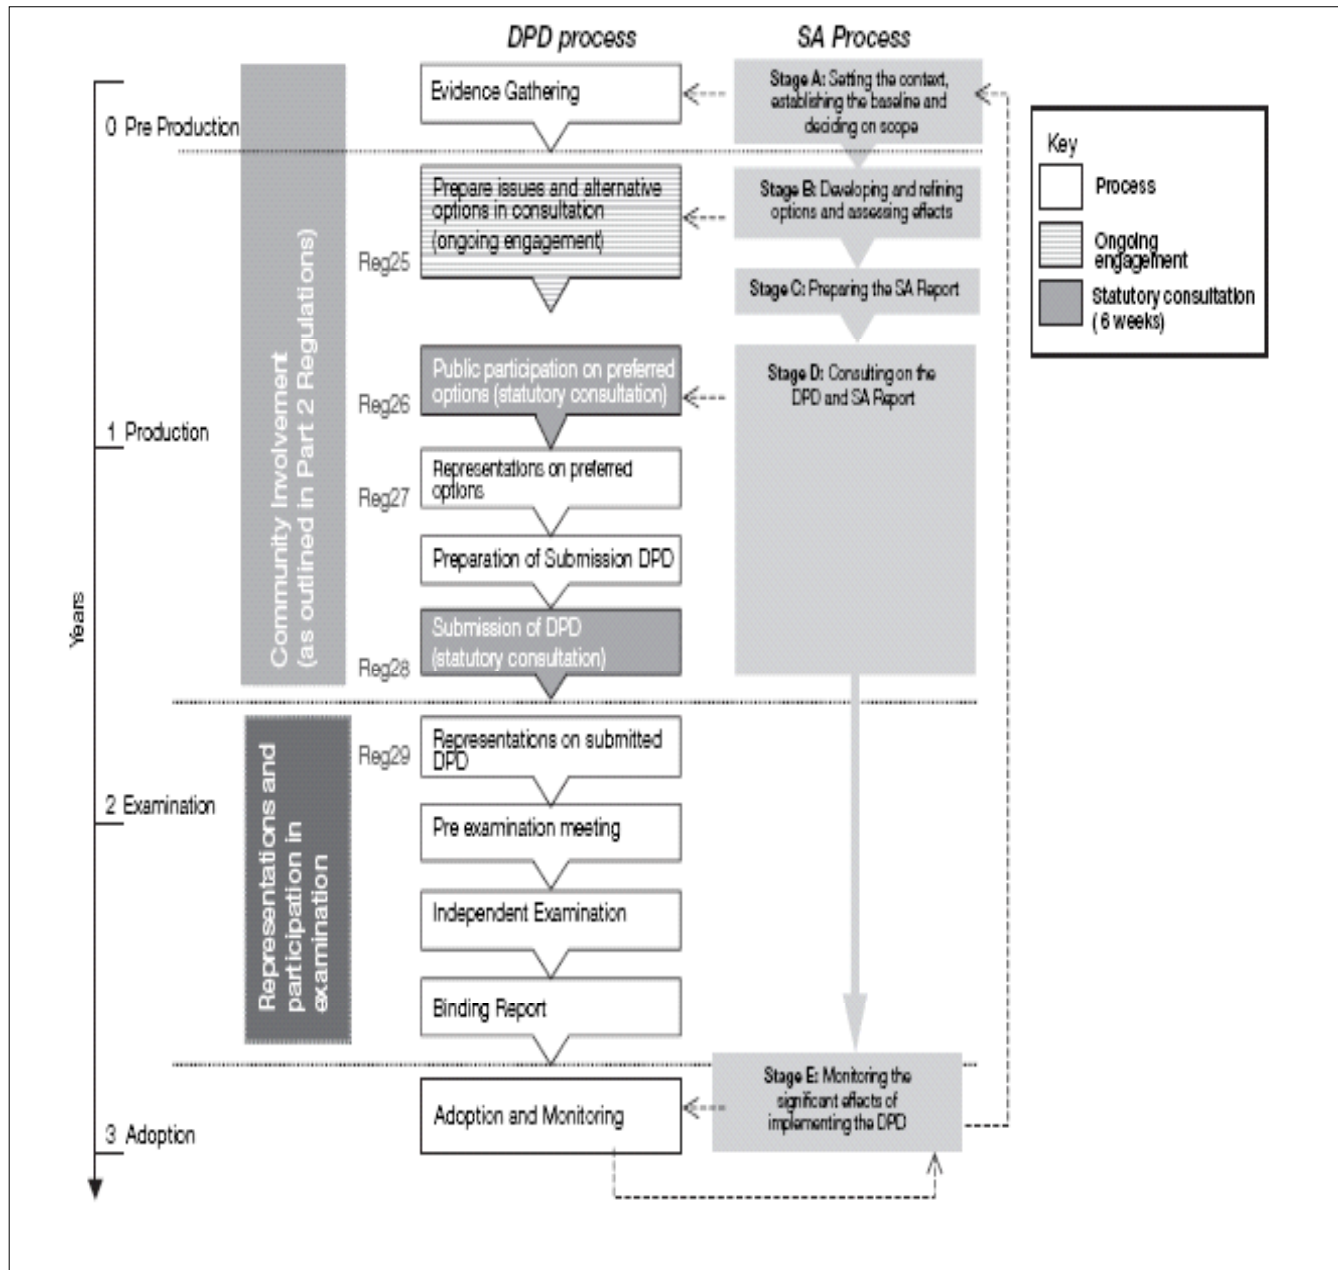 DPD process
SA Process
Evidence Gathering
Stage A: Setting the context,
establishing the baseline and
deciding on scope
0 Pre Production
Key
Process
Ongoing
engagement
Statutory consultation
( 6 weeks)
Prepare issues and alternative
options in consultation
(ongoing engagement)
Stage B: Developing and refining
options and assessing effects
Reg25
Stage C: Preparing the SA Report
Community Involvement
(as outlined in Part 2 Regulations)
Public participation on preferred
options (statutory consultation)
Stage D: Consulting on the
DPD and SA Report
Reg26
1 Production
Representations on preferred
options
Reg27
Preparation of Submission DPD
Years
Submission of DPD
(statutory consultation)
Reg28
Representations on submitted
DPD
Reg29
Representations and
participation in
examination
2 Examination
Pre examination meeting
Independent Examination
Binding Report
Stage E: Monitoring the
significant effects of
implementing the DPD
Adoption and Monitoring
3 Adoption